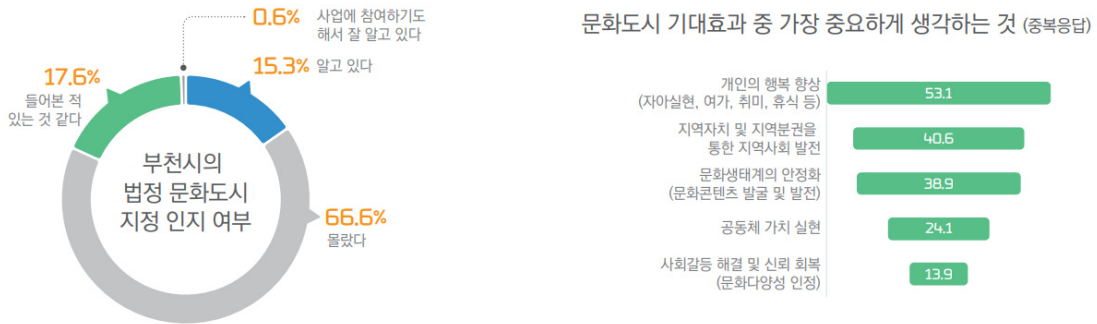 0.6% 사업에 참여하기도
해서 잘 알고 있다
15.3% 알고 있다
17.6%
들어본 적
있는 것 같다
부천시의
법정 문화도시
지정 인지 여부
66.6%
몰랐다
문화도시 기대효과 중 가장 중요하게 생각하는 것 (중복응답)
개인의 행복 향상
(자아실현, 여가, 취미, 휴식 등)
53.1
지역자치 및 지역분권을
통한 지역사회 발전
40.6
문화생태계의 안정화
(문화콘텐츠 발굴 및 발전)
38.9
공동체 가치 실현
24.1
사회갈등 해결 및 신뢰 회복
(문화다양성 인정)
13.9